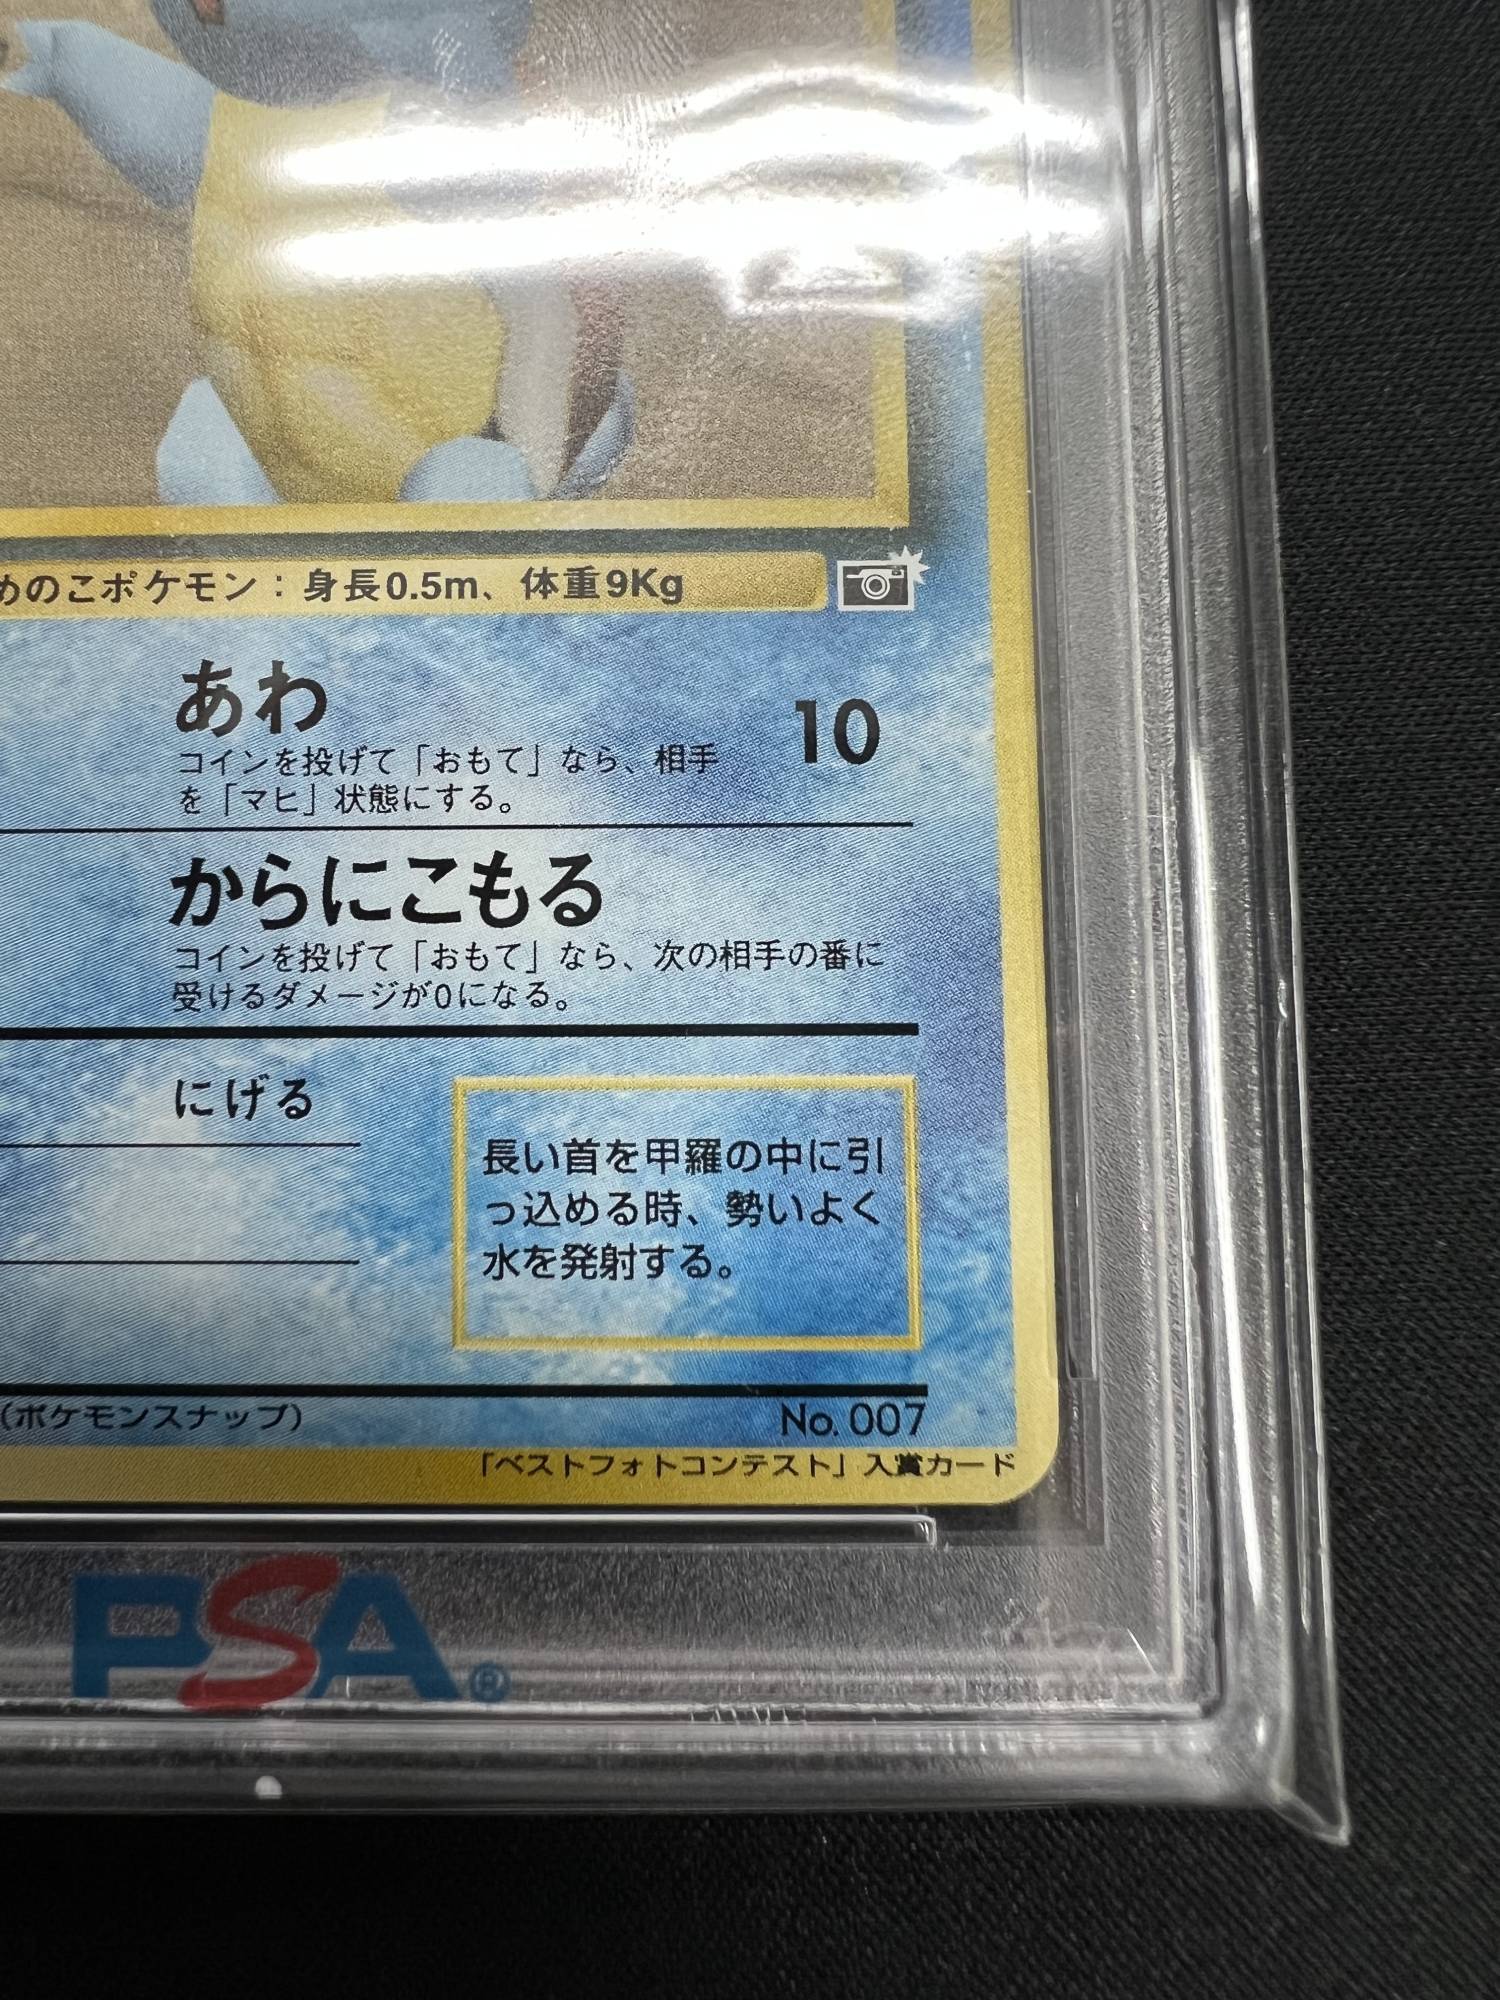 めのこポケモン：身長0.5m、体重9Kg
あわ 10
コインを投げて「おもて」なら、相手
を「マヒ」状態にする。
からにこもる
コインを投げて「おもて」なら、次の相手の番に
受けるダメージが0になる。
にげる
長い首を甲羅の中に引
っ込める時、勢いよく
水を発射する。
(ポケモンスナップ) No. 007
「ベストフォトコンテスト」入賞カード
PSA®